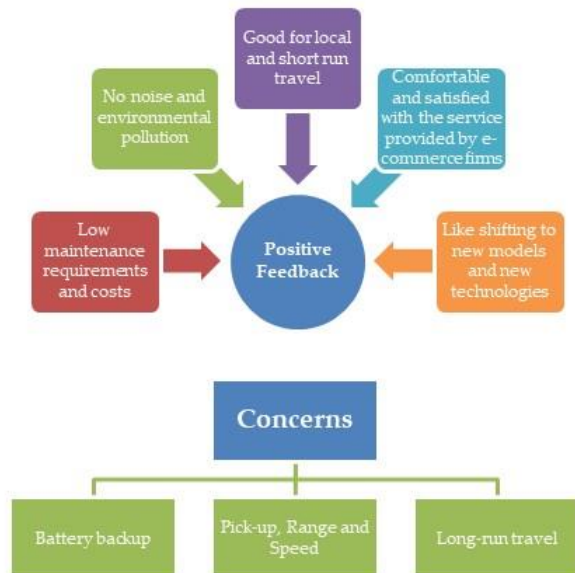 Good for local
and short run
travel
No noise and
environmental
pollution
Comfortable
and satisfied
with the service
provided by e-
commerce firms
Low
maintenance
requirements
and costs
Positive
Feedback
Like shifting to
new models
and new
technologies
Concerns
Battery backup
Pick-up, Range and
Speed
Long-run travel